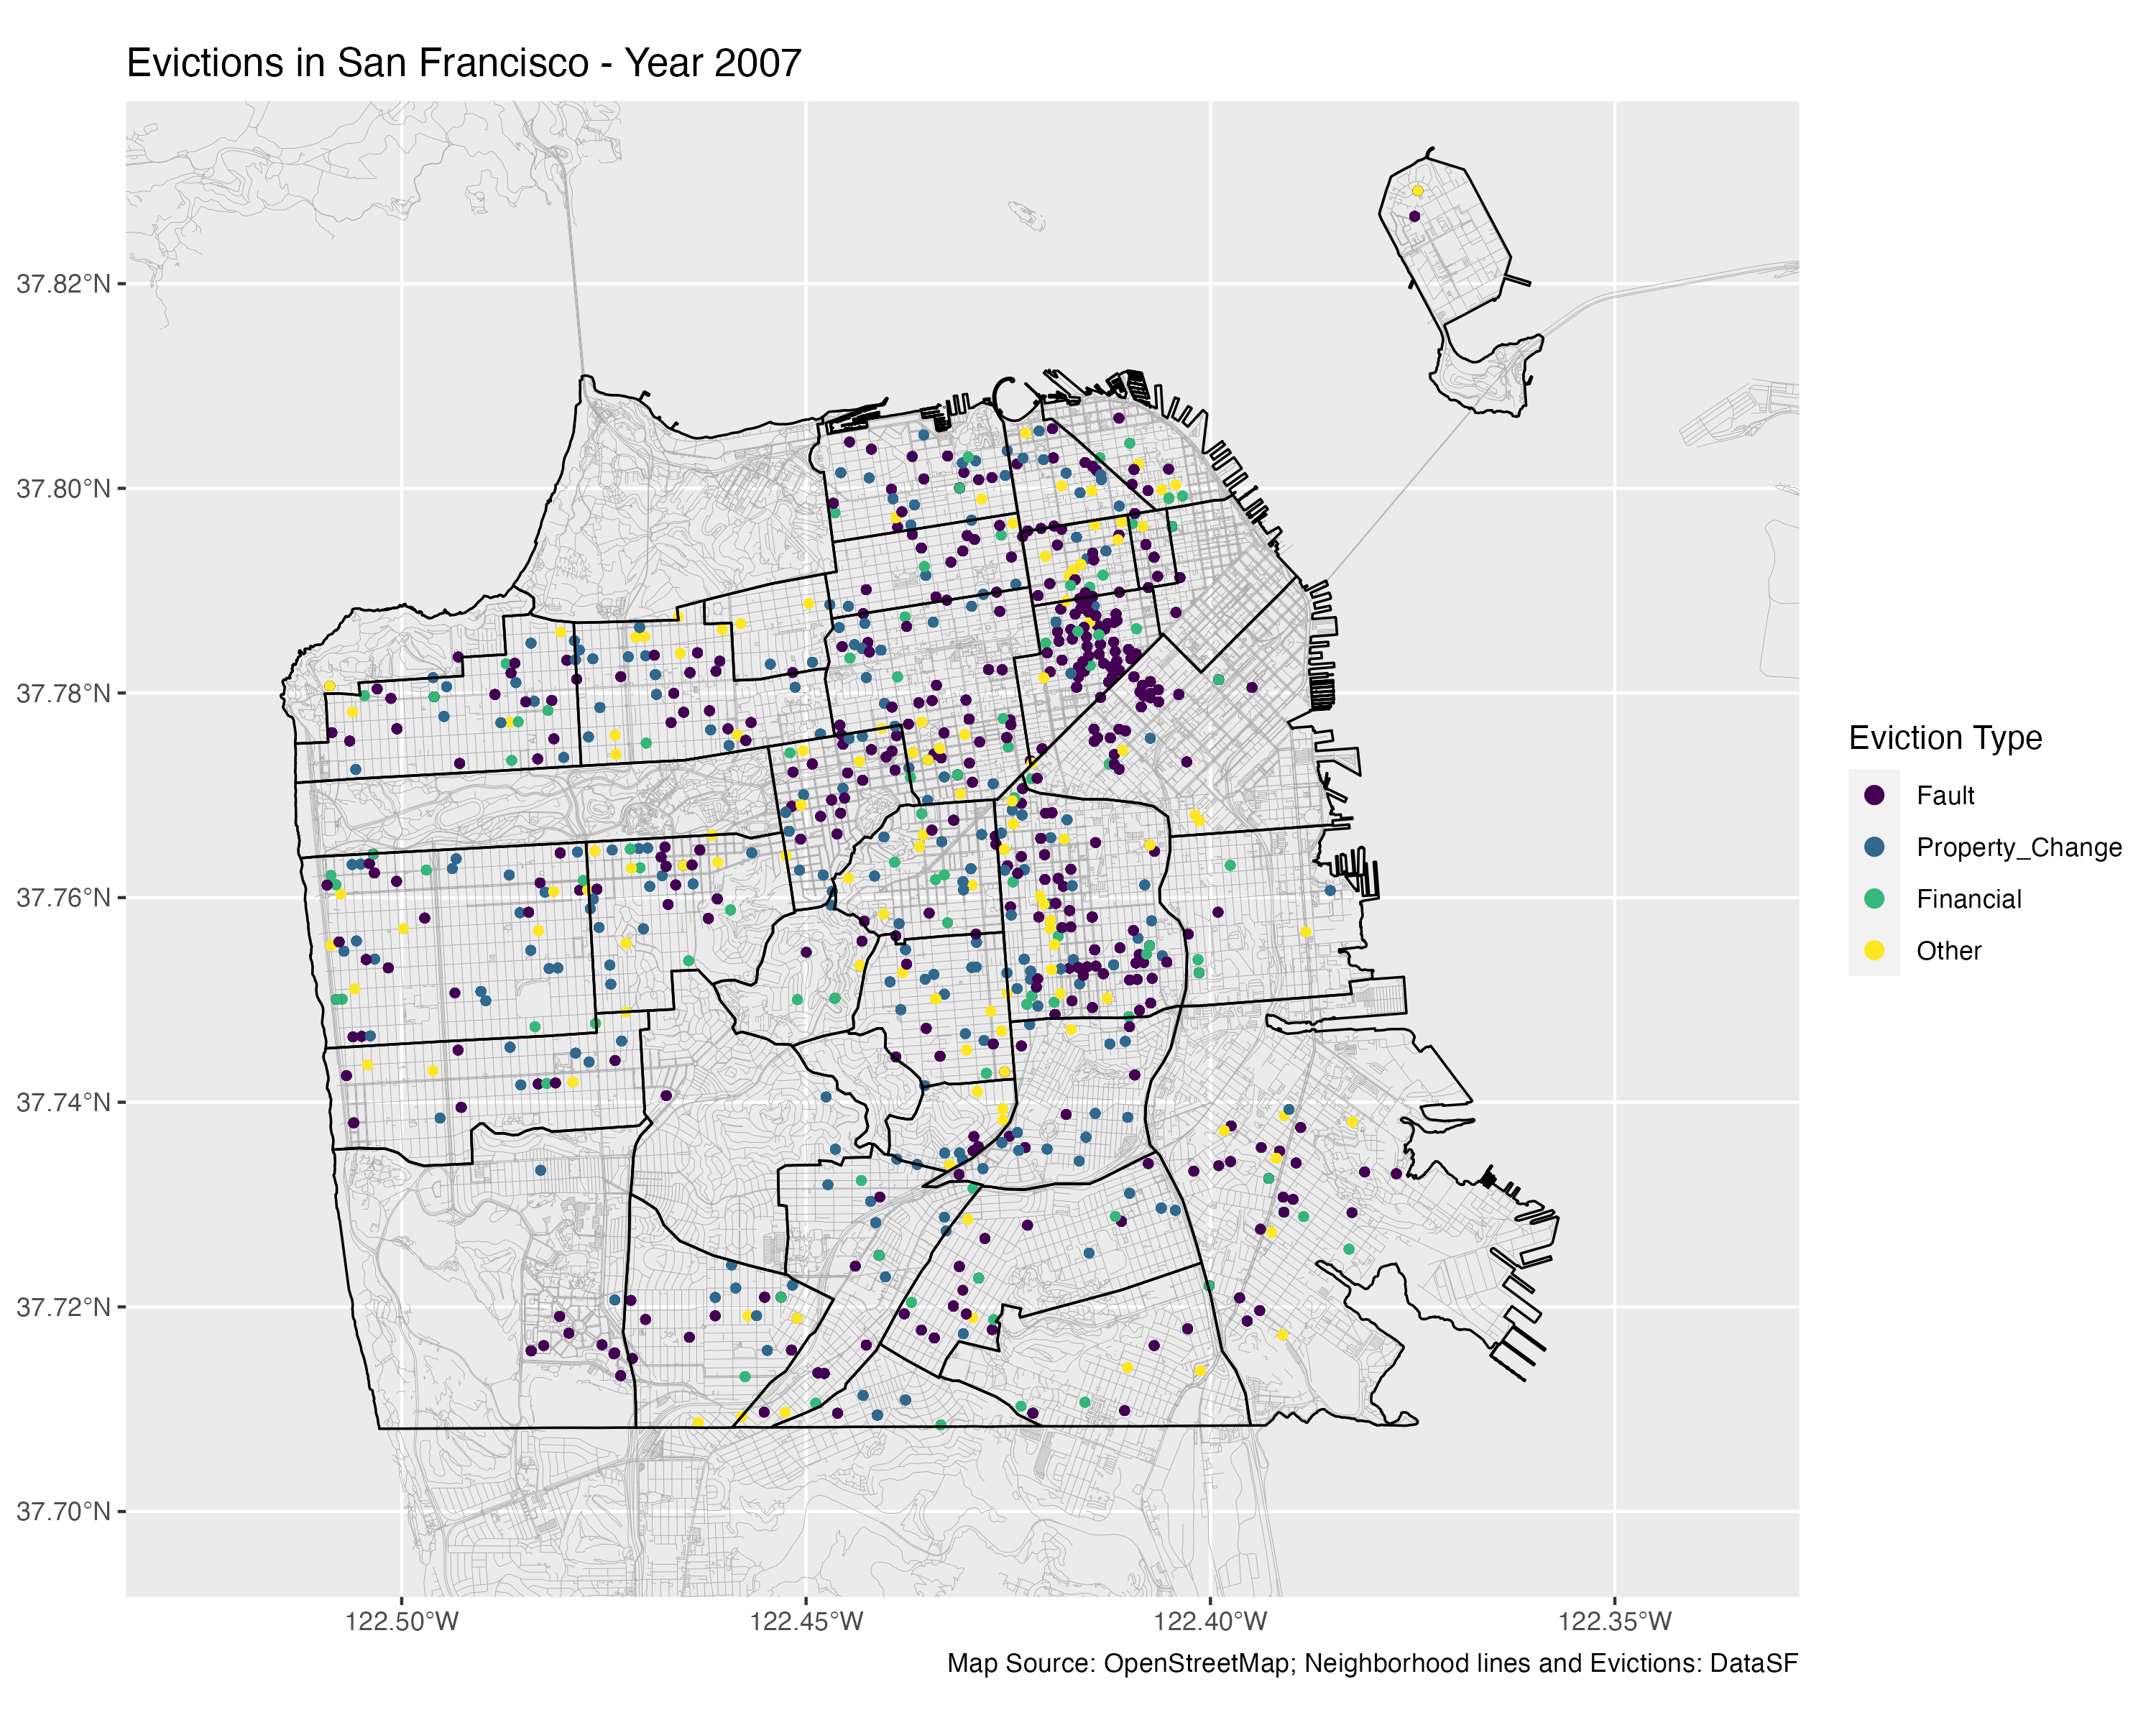 Evictions in San Francisco - Year 2007
37.82°N
37.80°N
37.78°N
37.76°N
37.74°N
37.72°N
37.70°N
122.50°W
122.45°W
122.40°W
122.35°W
Eviction Type
Fault
Property_Change
Financial
Other
Map Source: OpenStreetMap; Neighborhood lines and Evictions: DataSF